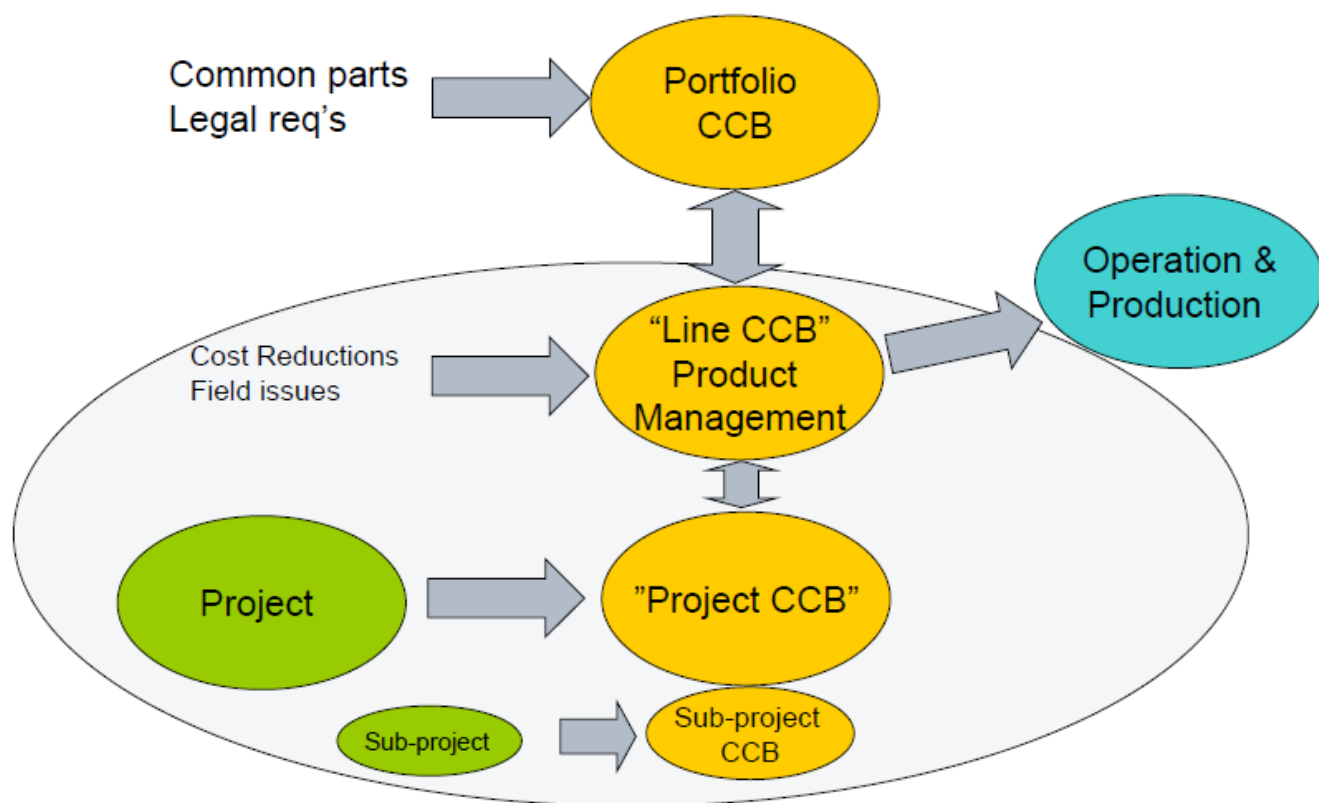 Common parts
Legal req’s
Portfolio
CCB
Operation &
Production
Cost Reductions
Field issues
“Line CCB”
Product
Management
Project
”Project CCB”
Sub-project
Sub-project
CCB